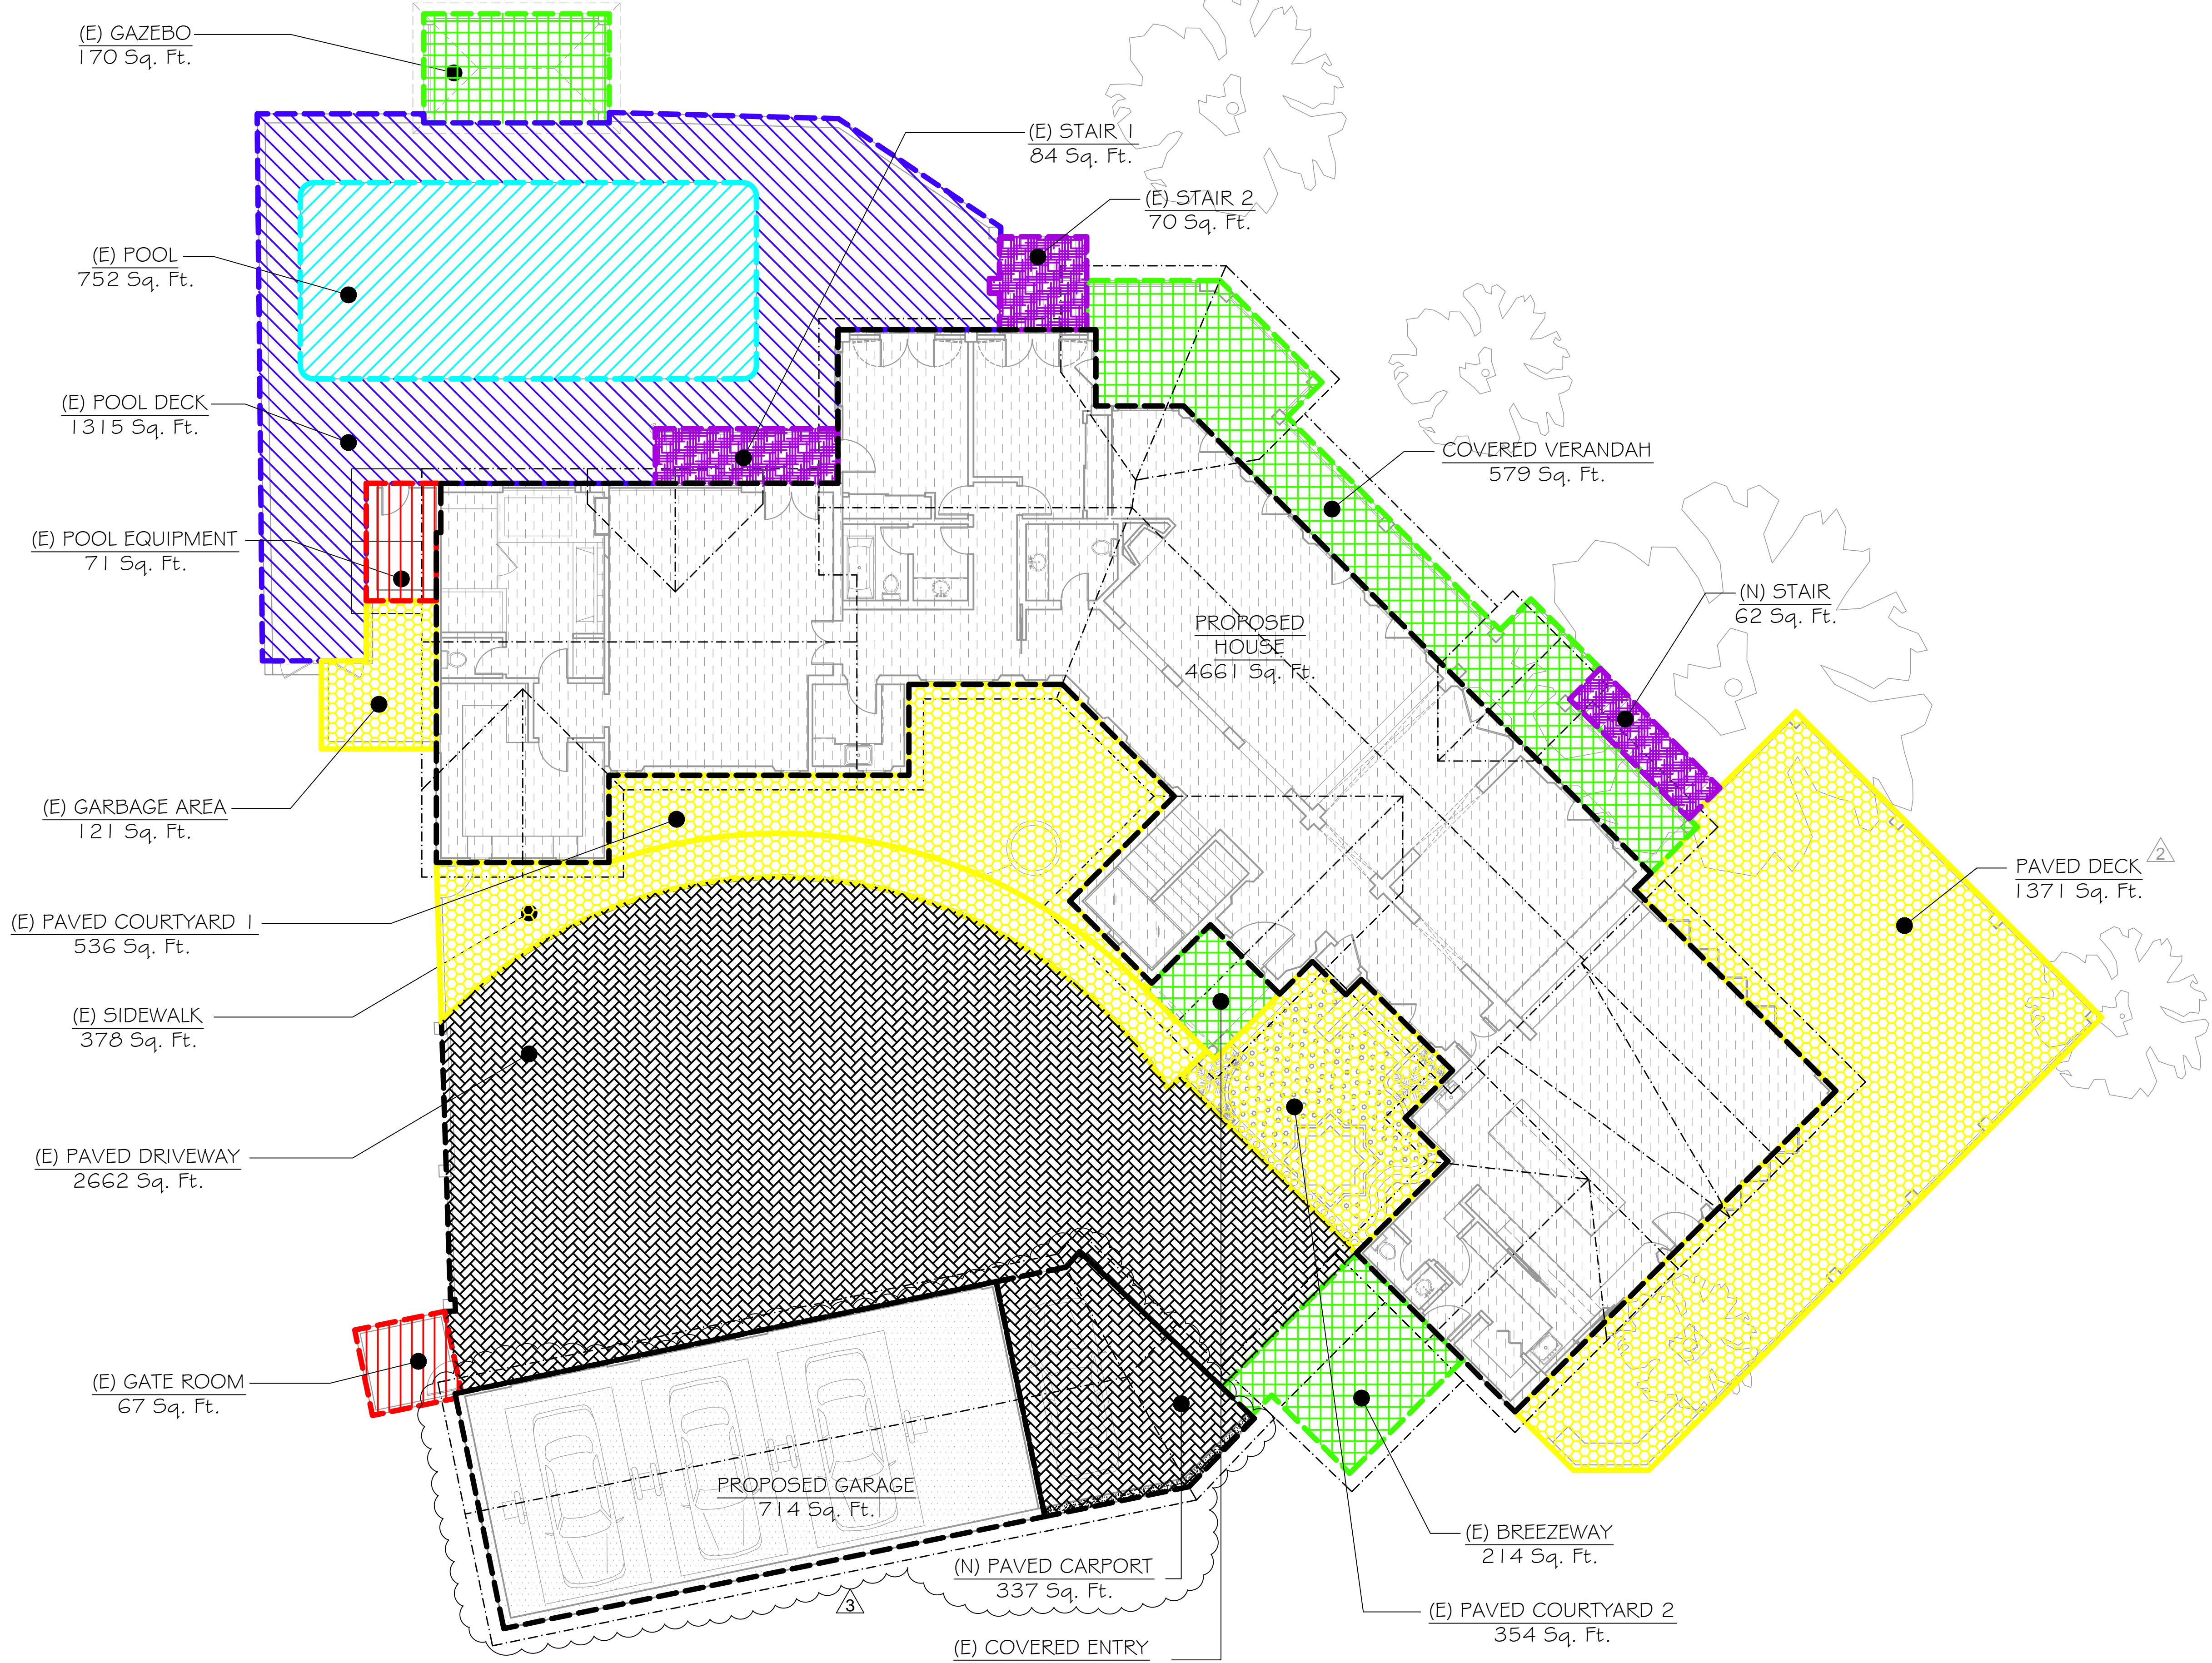 (E) GAZEBO
170 Sq. Ft.
(E) STAIR 1
84 Sq. Ft.
(E) STAIR 2
70 Sq. Ft.
(E) POOL
752 Sq. Ft.
(E) POOL DECK
1315 Sq. Ft.
COVERED VERANDAH
579 Sq. Ft.
(E) POOL EQUIPMENT
71 Sq. Ft.
(N) STAIR
62 Sq. Ft.
PROPOSED
HOUSE
4661 Sq. Ft.
(E) GARBAGE AREA
121 Sq. Ft.
PAVED DECK
1371 Sq. Ft.
2
(E) PAVED COURTYARD 1
536 Sq. Ft.
(E) SIDEWALK
378 Sq. Ft.
(E) PAVED DRIVEWAY
2662 Sq. Ft.
(E) GATE ROOM
67 Sq. Ft.
PROPOSED GARAGE
714 Sq. Ft.
(N) PAVED CARPORT
337 Sq. Ft.
3
(E) BREEZEWAY
214 Sq. Ft.
(E) PAVED COURTYARD 2
354 Sq. Ft.
(E) COVERED ENTRY